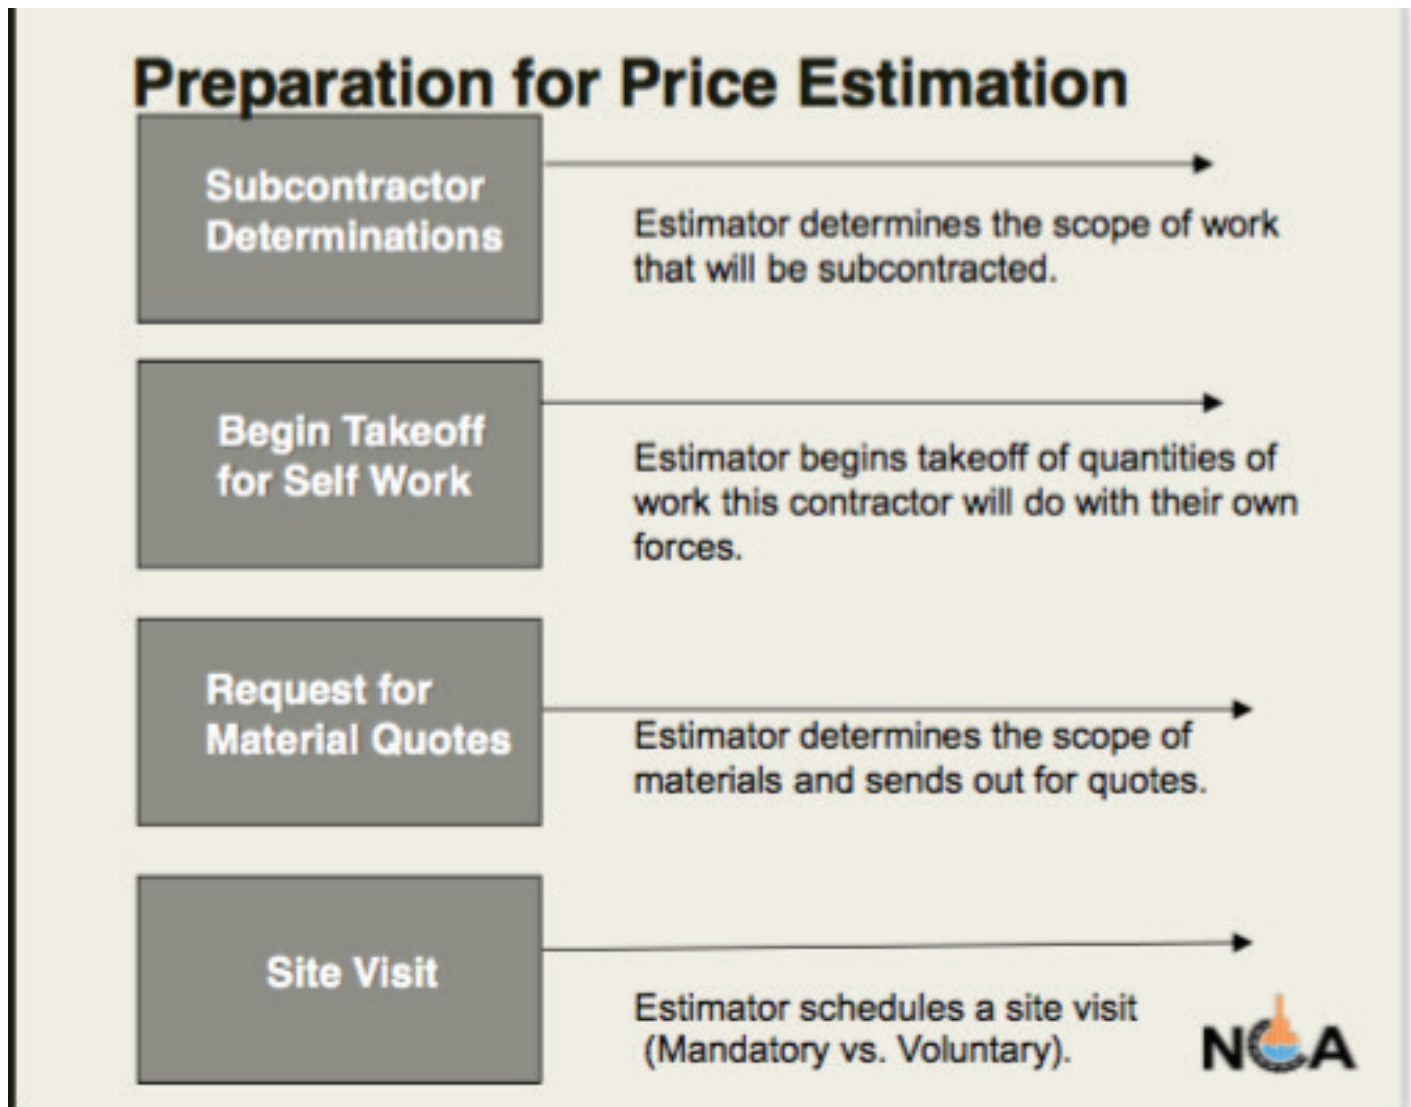 Preparation for Price Estimation
Subcontractor
Determinations
Estimator determines the scope of work
that will be subcontracted.
Begin Takeoff
for Self Work
Estimator begins takeoff of quantities of
work this contractor will do with their own
forces.
Request for
Material Quotes
Estimator determines the scope of
materials and sends out for quotes.
Site Visit
Estimator schedules a site visit
(Mandatory vs. Voluntary).
NCA